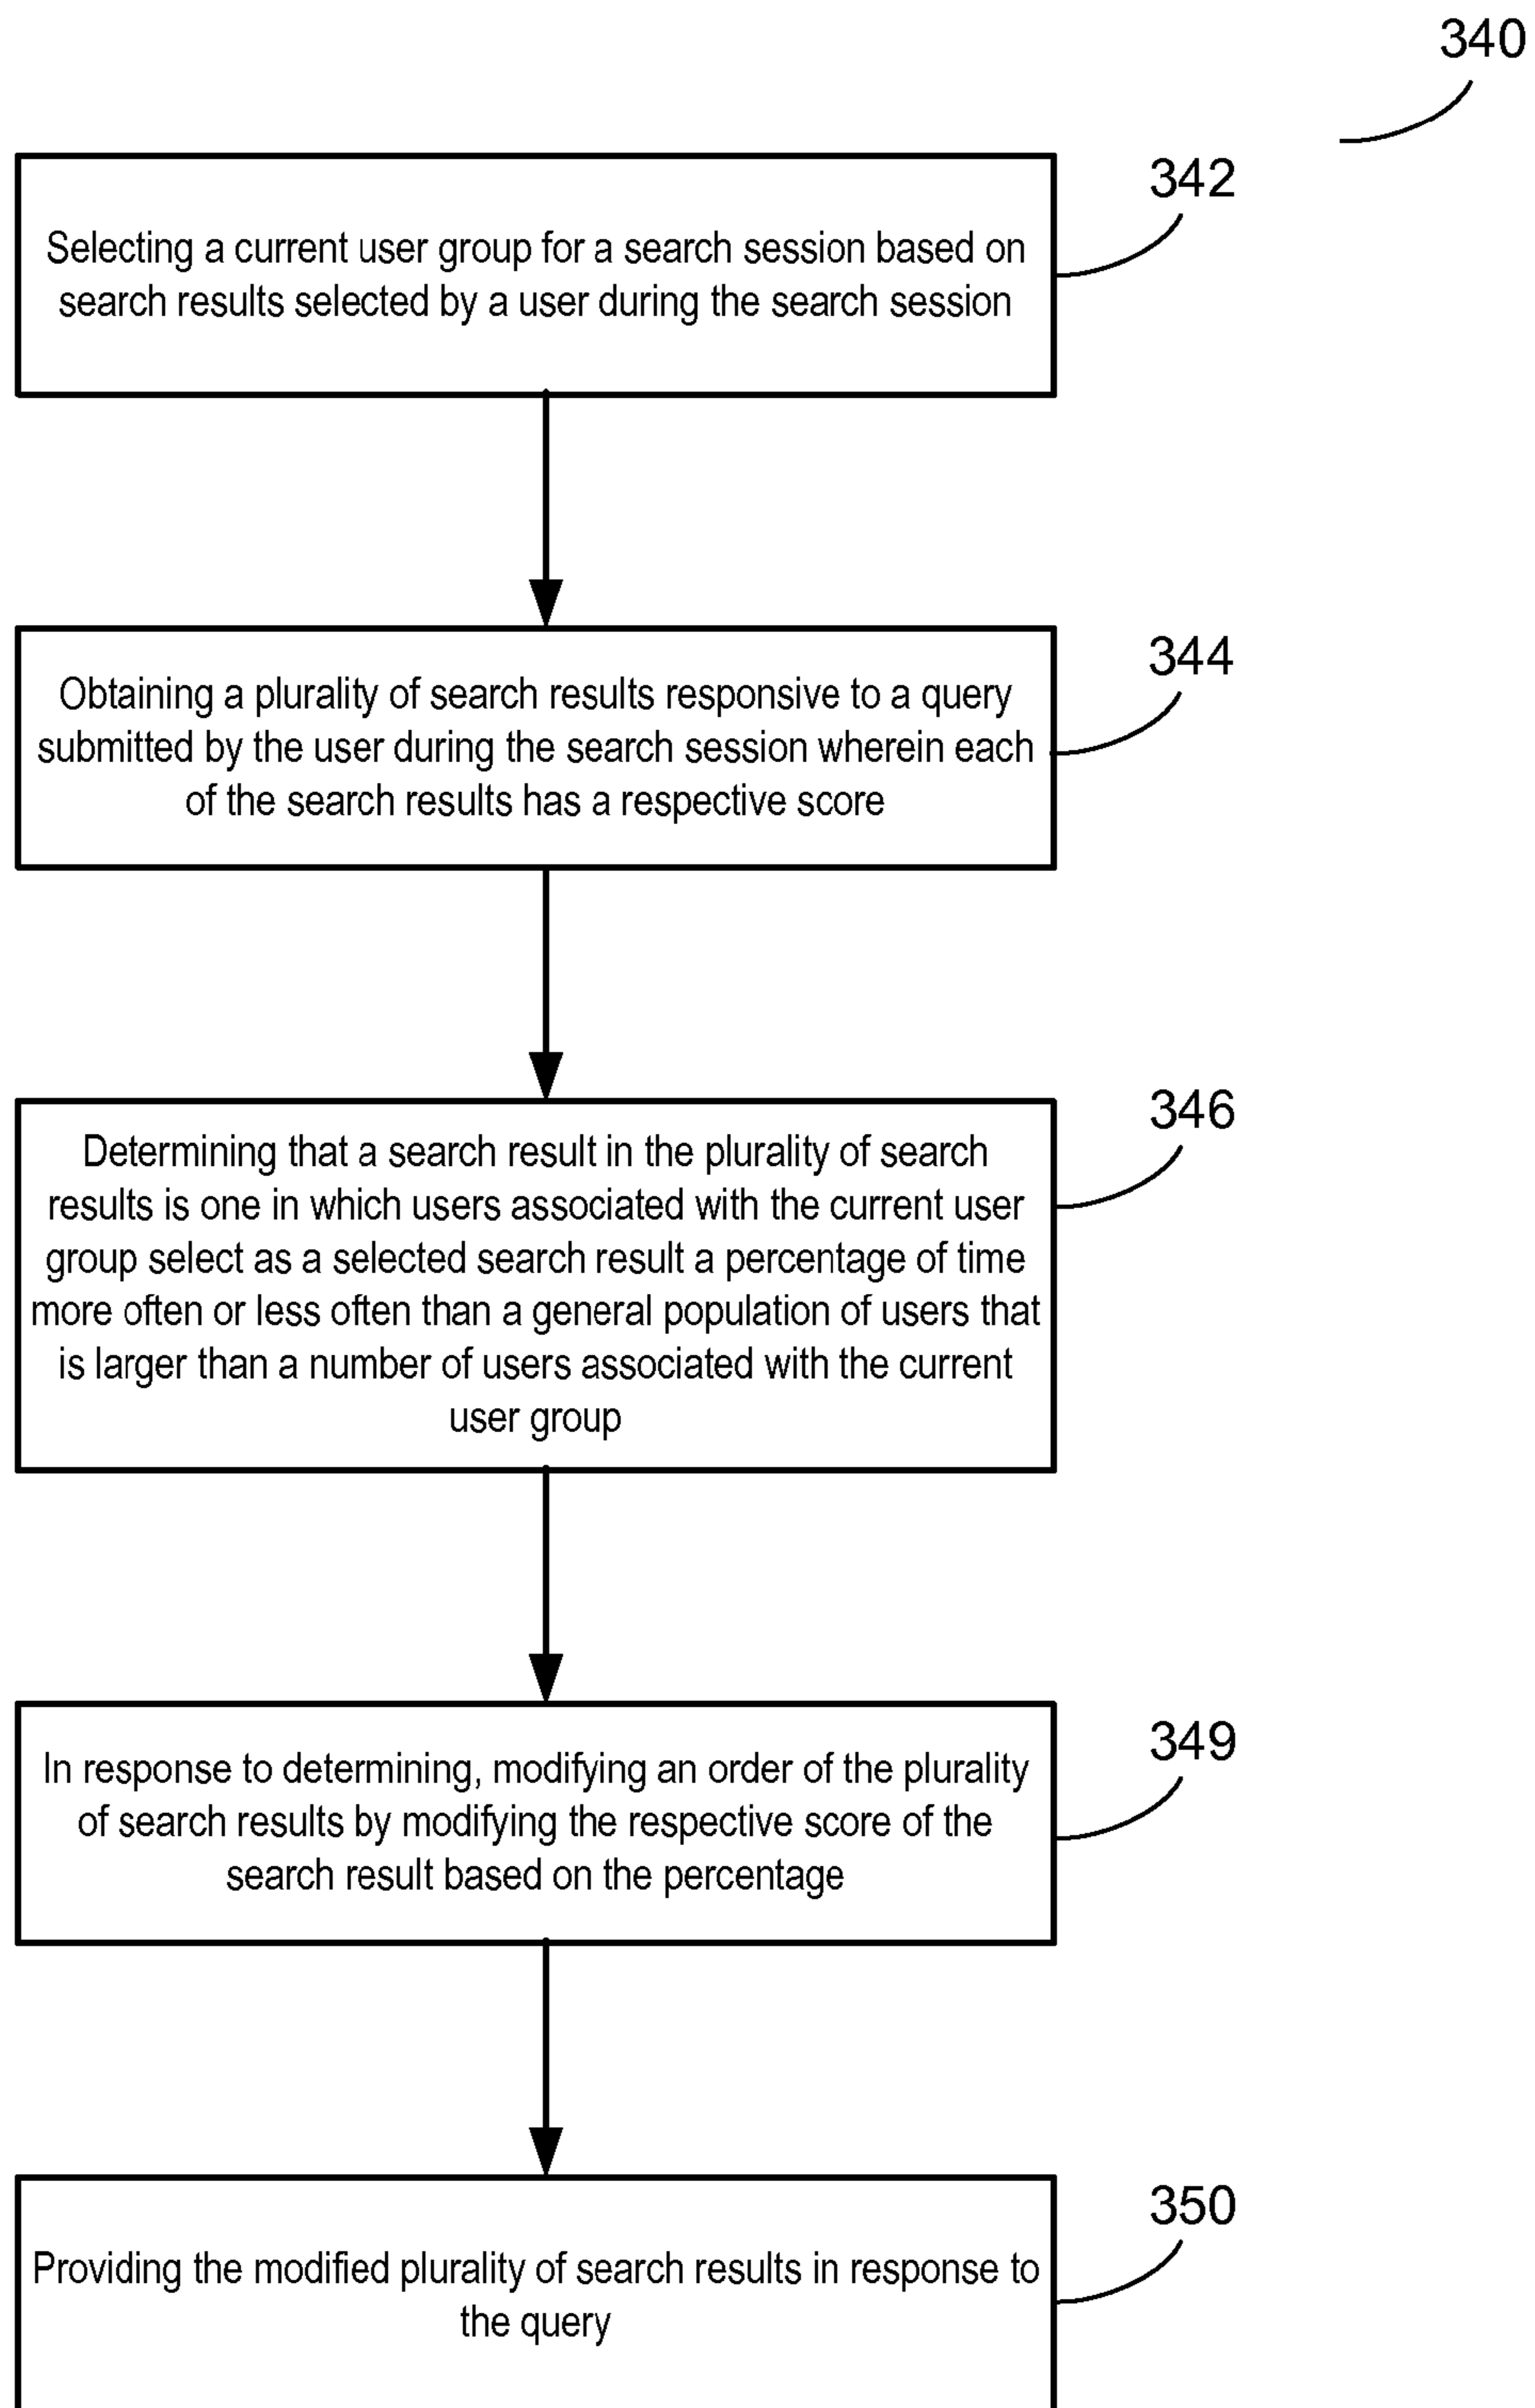 340
342
Selecting a current user group for a search session based on
search results selected by a user during the search session
344
Obtaining a plurality of search results responsive to a query
submitted by the user during the search session wherein each
of the search results has a respective score
346
Determining that a search result in the plurality of search
results is one in which users associated with the current user
group select as a selected search result a percentage of time
more often or less often than a general population of users that
is larger than a number of users associated with the current
user group
349
In response to determining, modifying an order of the plurality
of search results by modifying the respective score of the
search result based on the percentage
350
Providing the modified plurality of search results in response to
the query